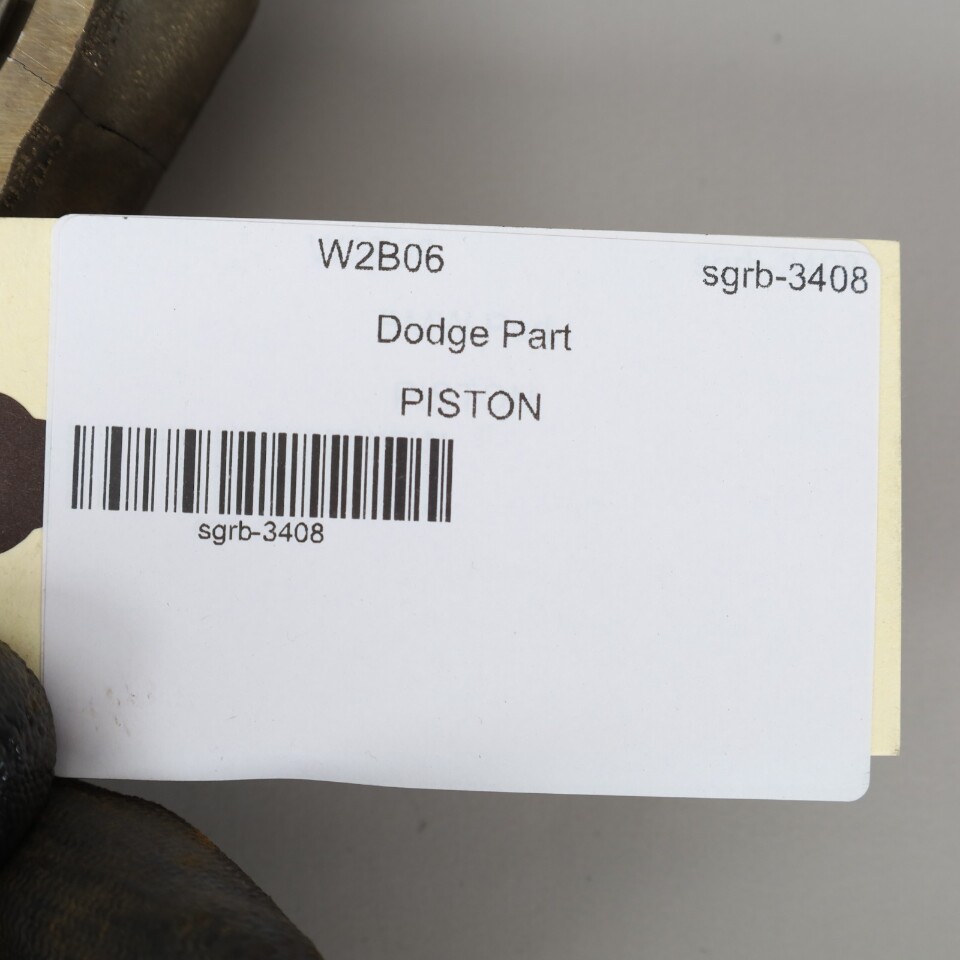 W2B06
sgrb-3408
Dodge Part
PISTON
sgrb-3408